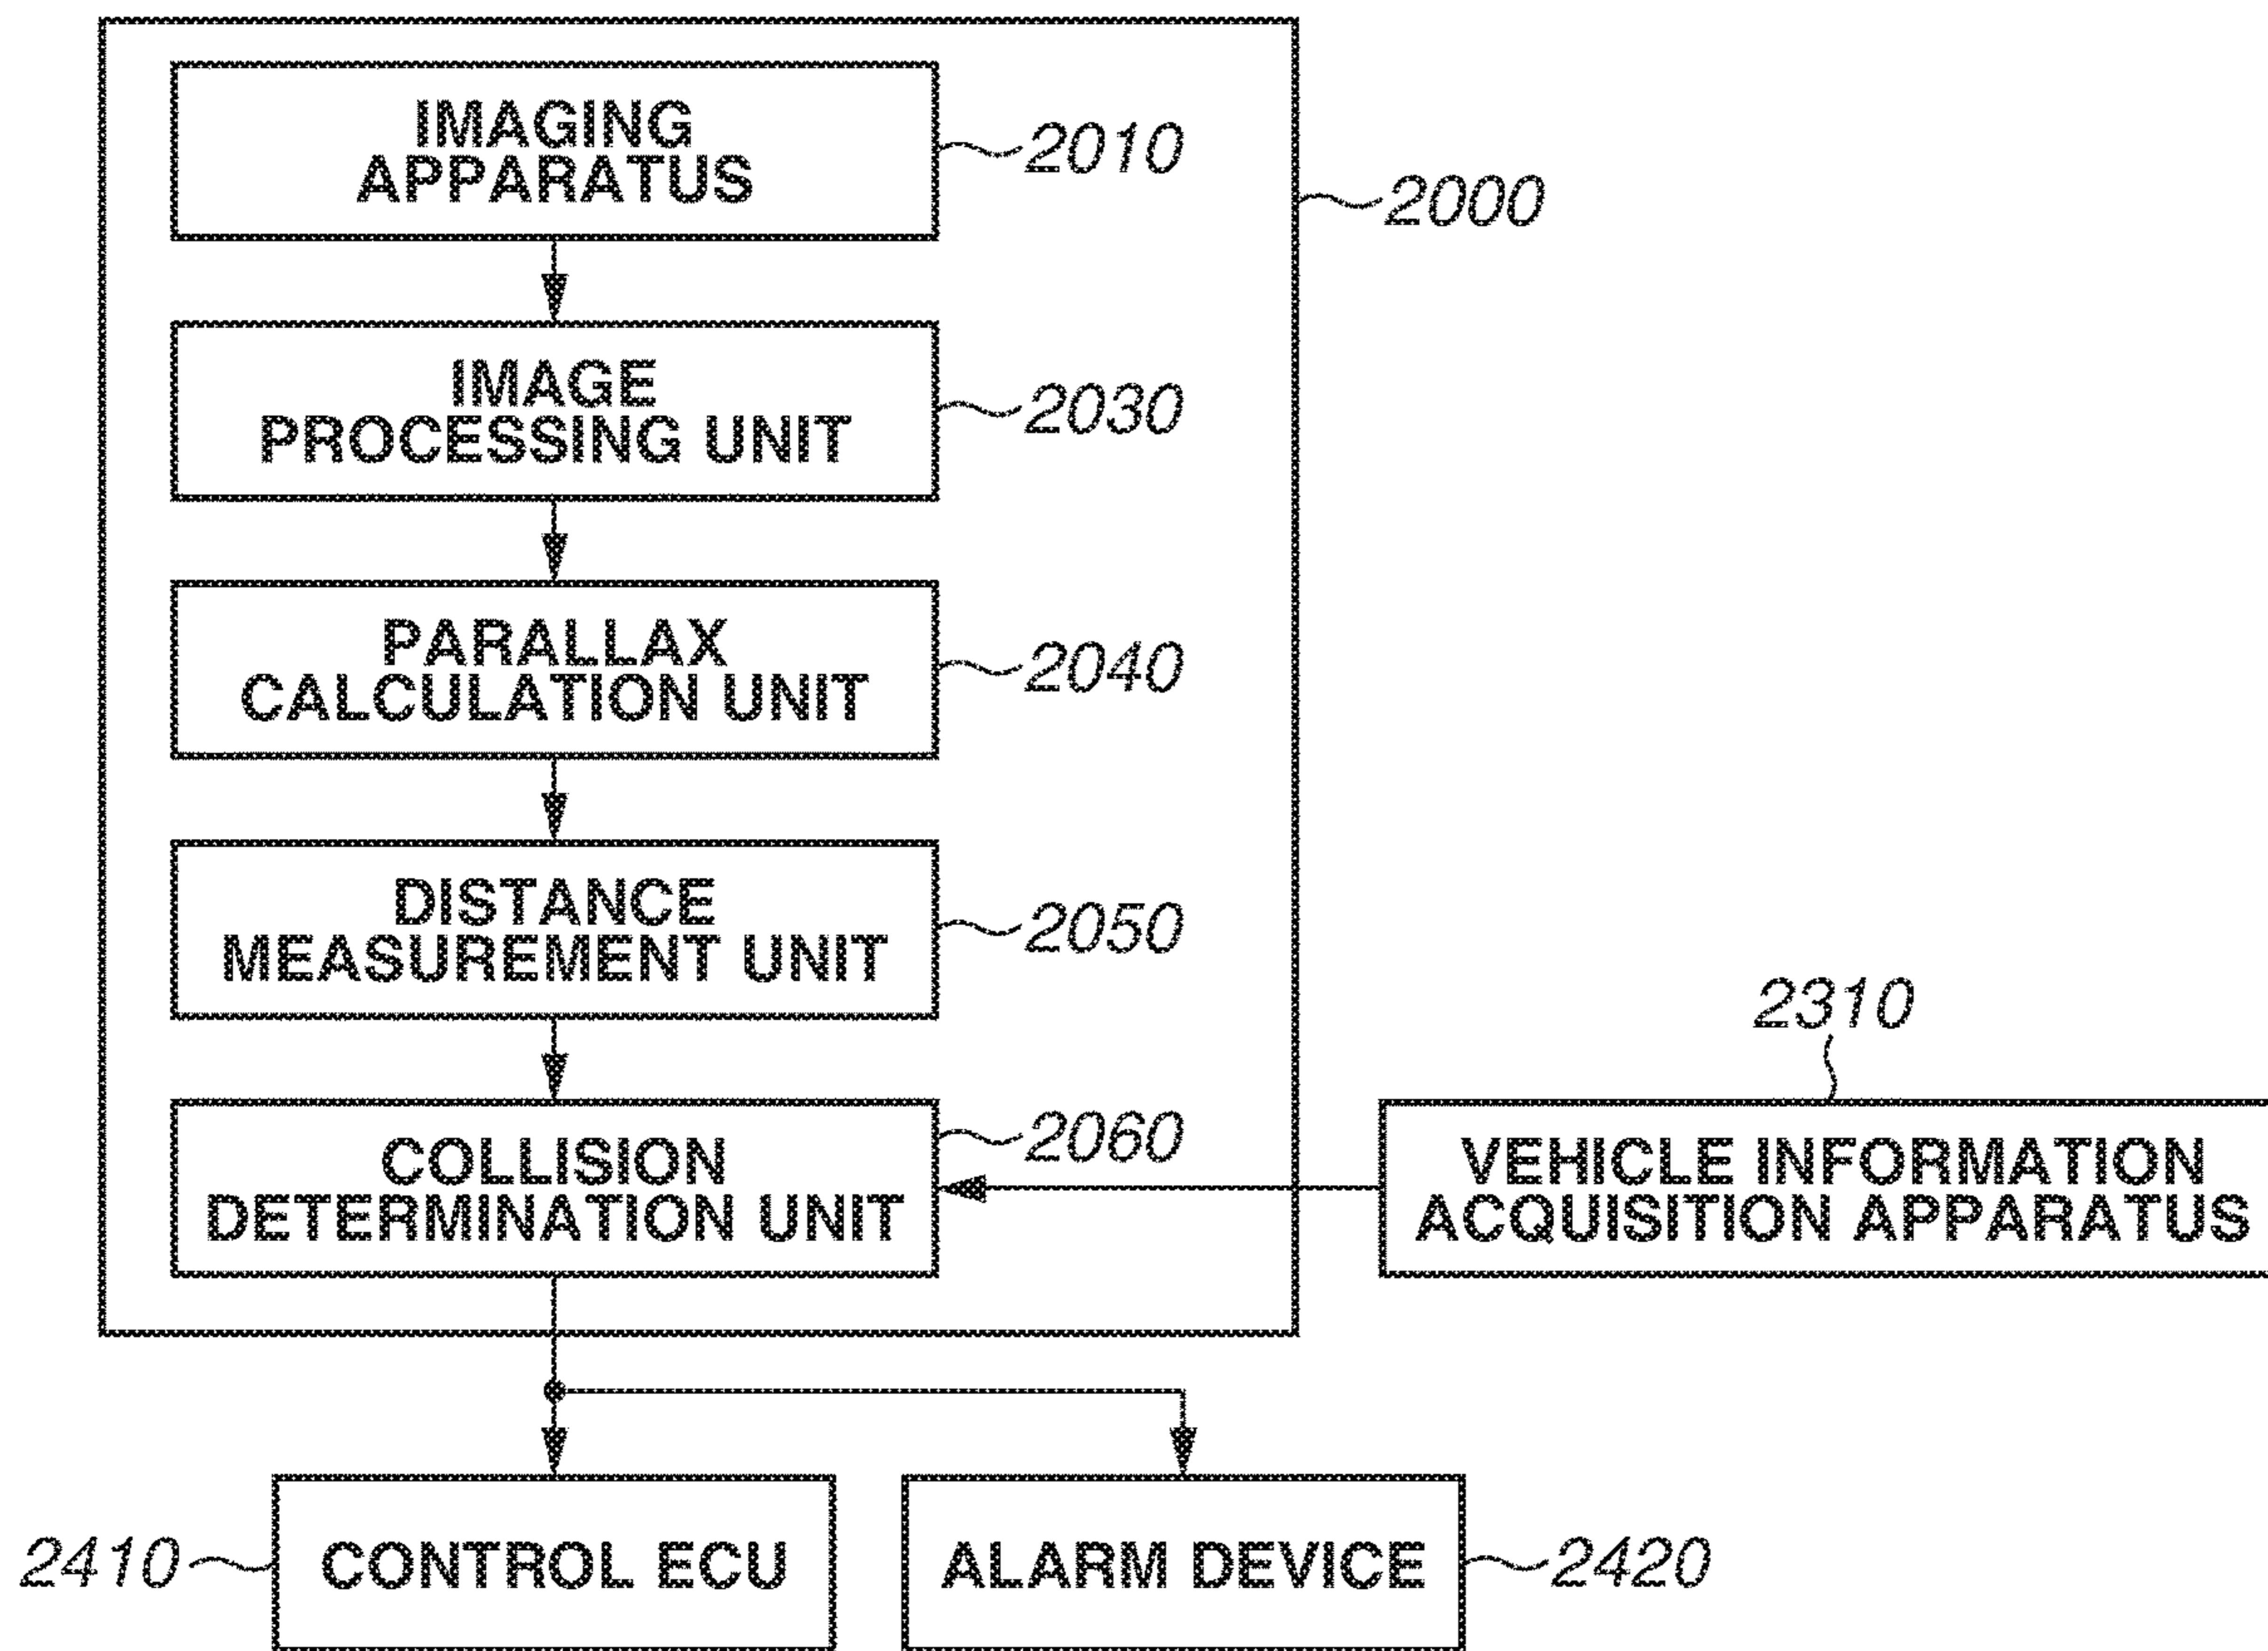 IMAGING
APPARATUS
2010
2000
IMAGE
PROCESSING UNIT
2030
PARALLAX
CALCULATION UNIT
2040
DISTANCE
MEASUREMENT UNIT
2050
COLLISION
DETERMINATION UNIT
2060
2310
VEHICLE INFORMATION
ACQUISITION APPARATUS
2410
CONTROL ECU
ALARM DEVICE
2420